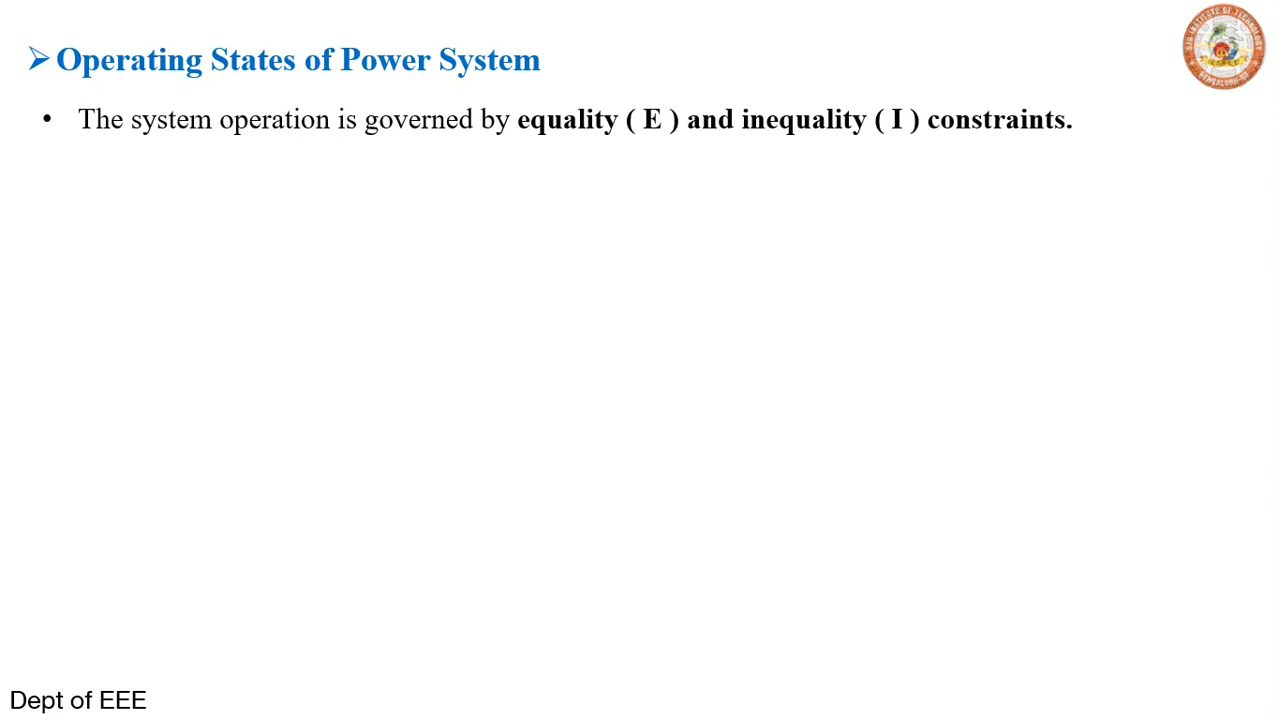 ➢ Operating States of Power System
• The system operation is governed by equality ( E ) and inequality ( I ) constraints.
Dept of EEE